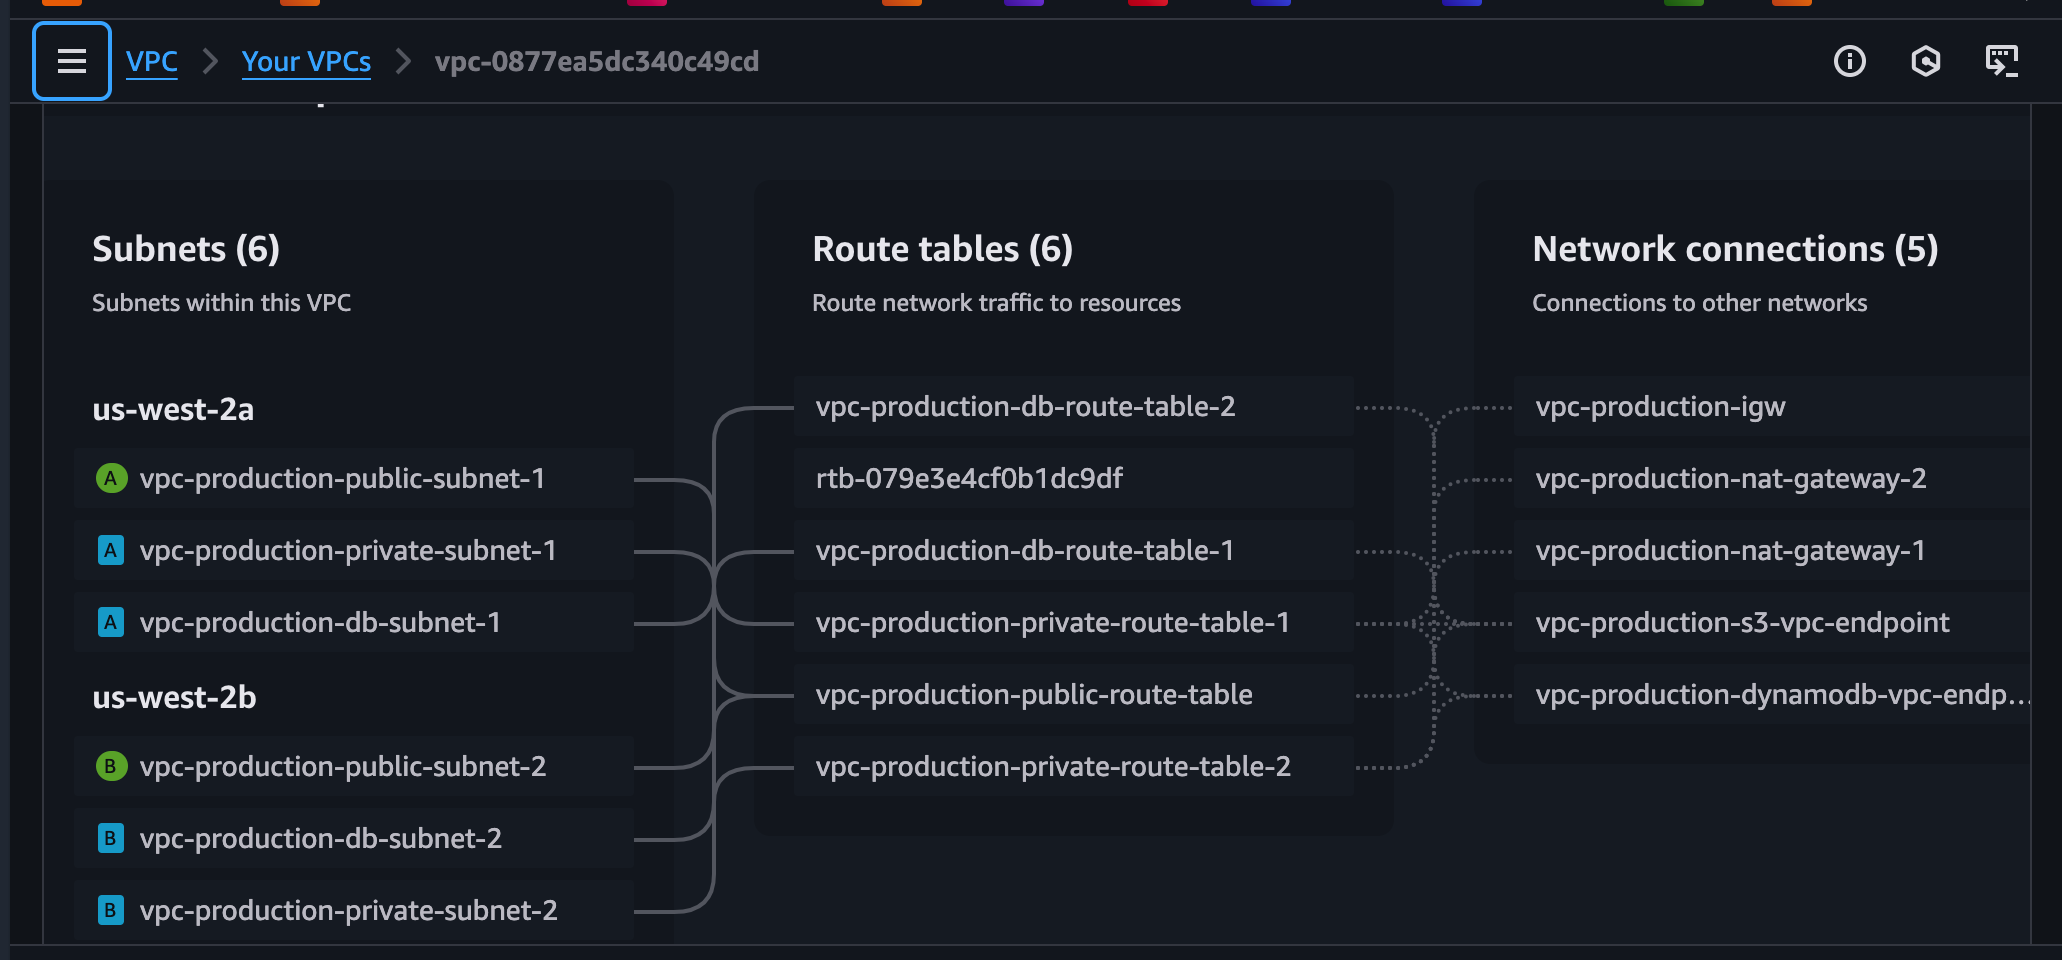 VPC > Your VPCs > vpc-0877ea5dc340c49cd
Subnets (6)
Subnets within this VPC
us-west-2a
A vpc-production-public-subnet-1
A vpc-production-private-subnet-1
A vpc-production-db-subnet-1
us-west-2b
B vpc-production-public-subnet-2
B vpc-production-db-subnet-2
B vpc-production-private-subnet-2
Route tables (6)
Route network traffic to resources
vpc-production-db-route-table-2
rtb-079e3e4cf0b1dc9df
vpc-production-db-route-table-1
vpc-production-private-route-table-1
vpc-production-public-route-table
vpc-production-private-route-table-2
Network connections (5)
Connections to other networks
vpc-production-igw
vpc-production-nat-gateway-2
vpc-production-nat-gateway-1
vpc-production-s3-vpc-endpoint
vpc-production-dynamodb-vpc-endp...